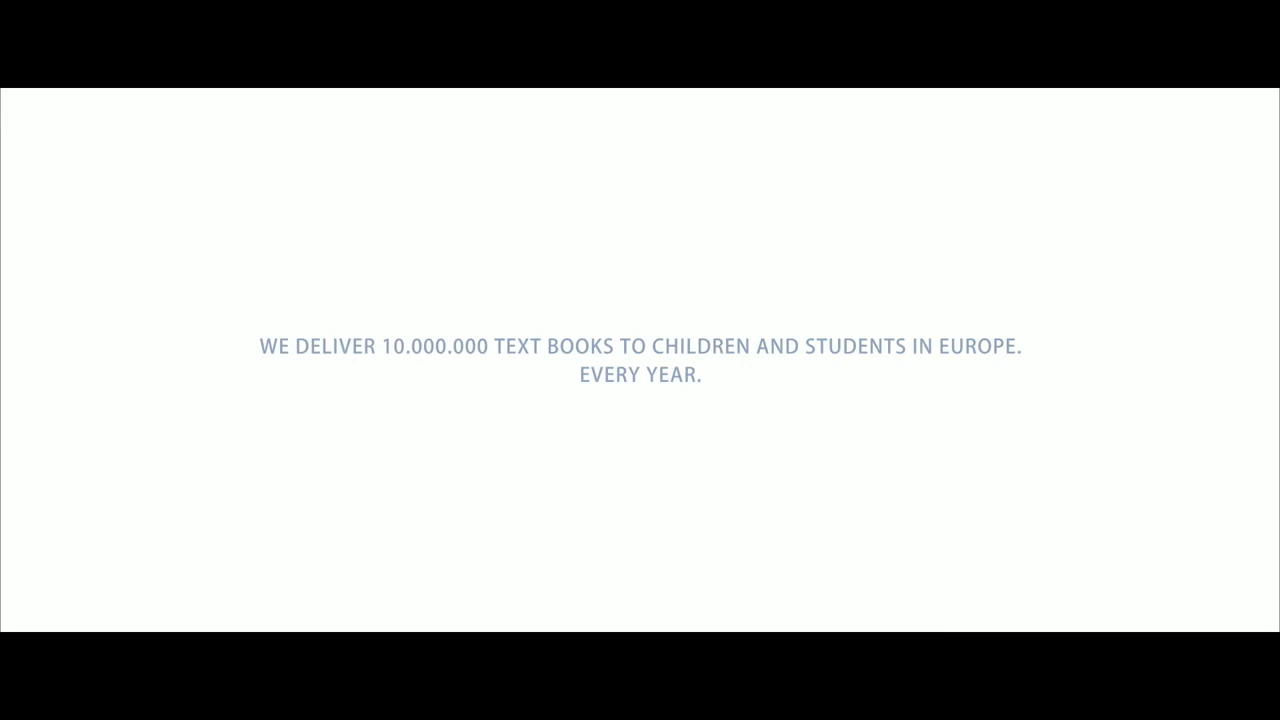 WE DELIVER 10.000.000 TEXT BOOKS TO CHILDREN AND STUDENTS IN EUROPE.
EVERY YEAR.